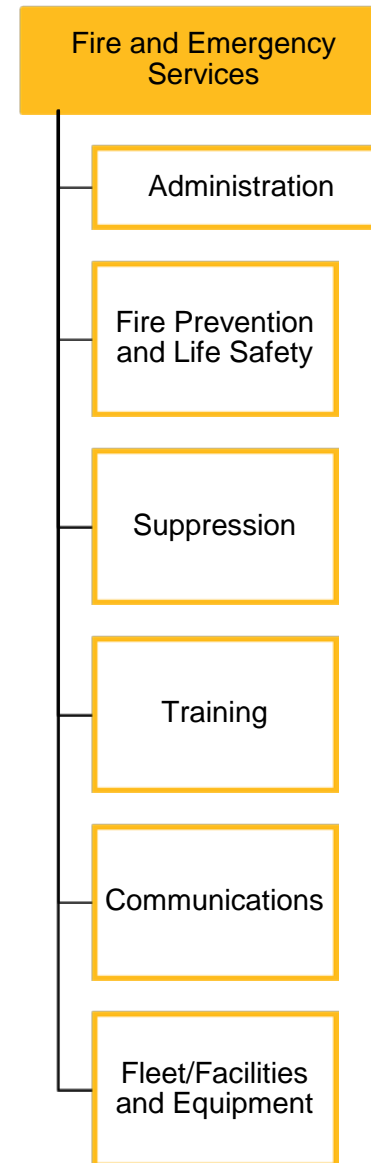 Fire and Emergency
Services
Administration
Fire Prevention
and Life Safety
Suppression
Training
Communications
Fleet/Facilities
and Equipment